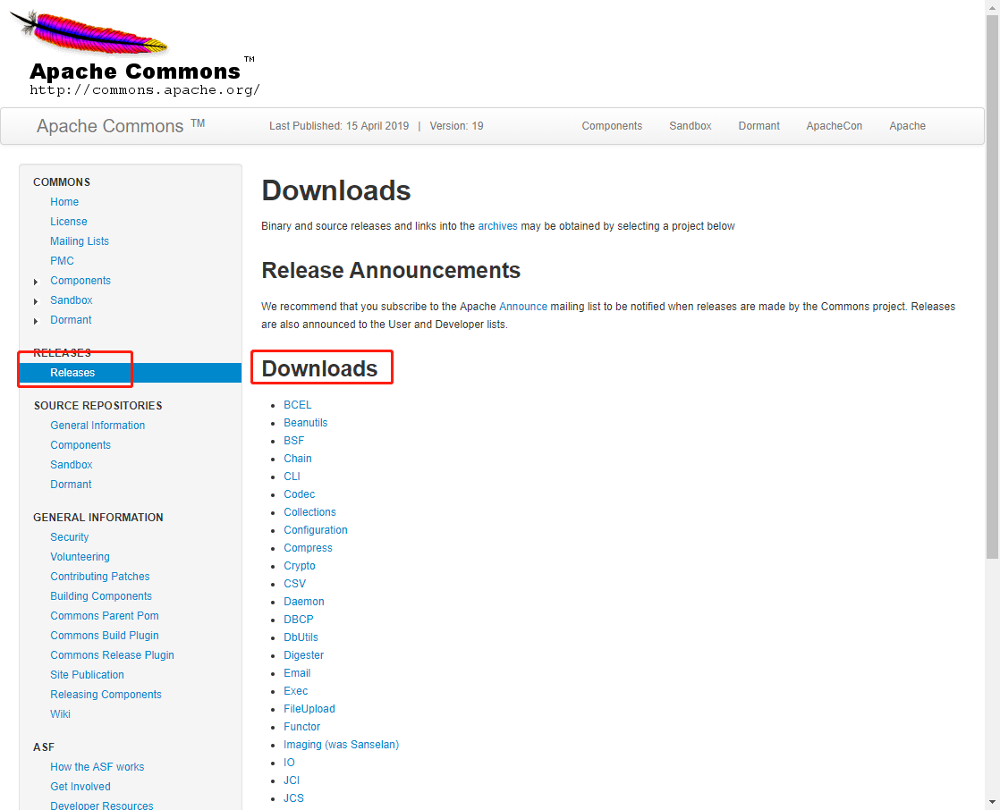 Apache Commons™
http://commons.apache.org/
Apache Commons ™
Last Published: 15 April 2019 | Version: 19
Components
Sandbox
Dormant
ApacheCon
Apache
COMMONS
Home
License
Mailing Lists
PMC
Components
Sandbox
Dormant
RELEASES
Releases
SOURCE REPOSITORIES
General Information
Components
Sandbox
Dormant
GENERAL INFORMATION
Security
Volunteering
Contributing Patches
Building Components
Commons Parent Pom
Commons Build Plugin
Commons Release Plugin
Site Publication
Releasing Components
Wiki
ASF
How the ASF works
Get Involved
Developer Resources
Downloads
Binary and source releases and links into the archives may be obtained by selecting a project below
Release Announcements
We recommend that you subscribe to the Apache Announce mailing list to be notified when releases are made by the Commons project. Releases
are also announced to the User and Developer lists.
Downloads
BCEL
Beanutils
BSF
Chain
CLI
Codec
Collections
Configuration
Compress
Crypto
CSV
Daemon
DBCP
DbUtils
Digester
Email
Exec
FileUpload
Functor
Imaging (was Sanselan)
IO
JCI
JCS